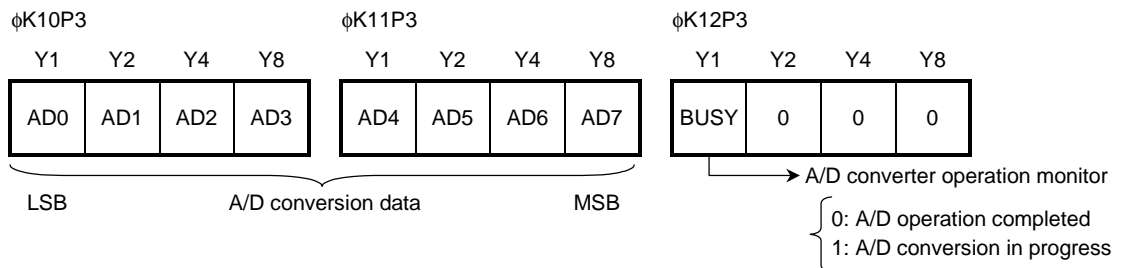 ϕK10P3 ϕK11P3 ϕK12P3
Y1 Y2 Y4 Y8 Y1 Y2 Y4 Y8 Y1 Y2 Y4 Y8
AD0 AD1 AD2 AD3 AD4 AD5 AD6 AD7 BUSY 0 0 0
A/D converter operation monitor
LSB A/D conversion data MSB
0: A/D operation completed
1: A/D conversion in progress